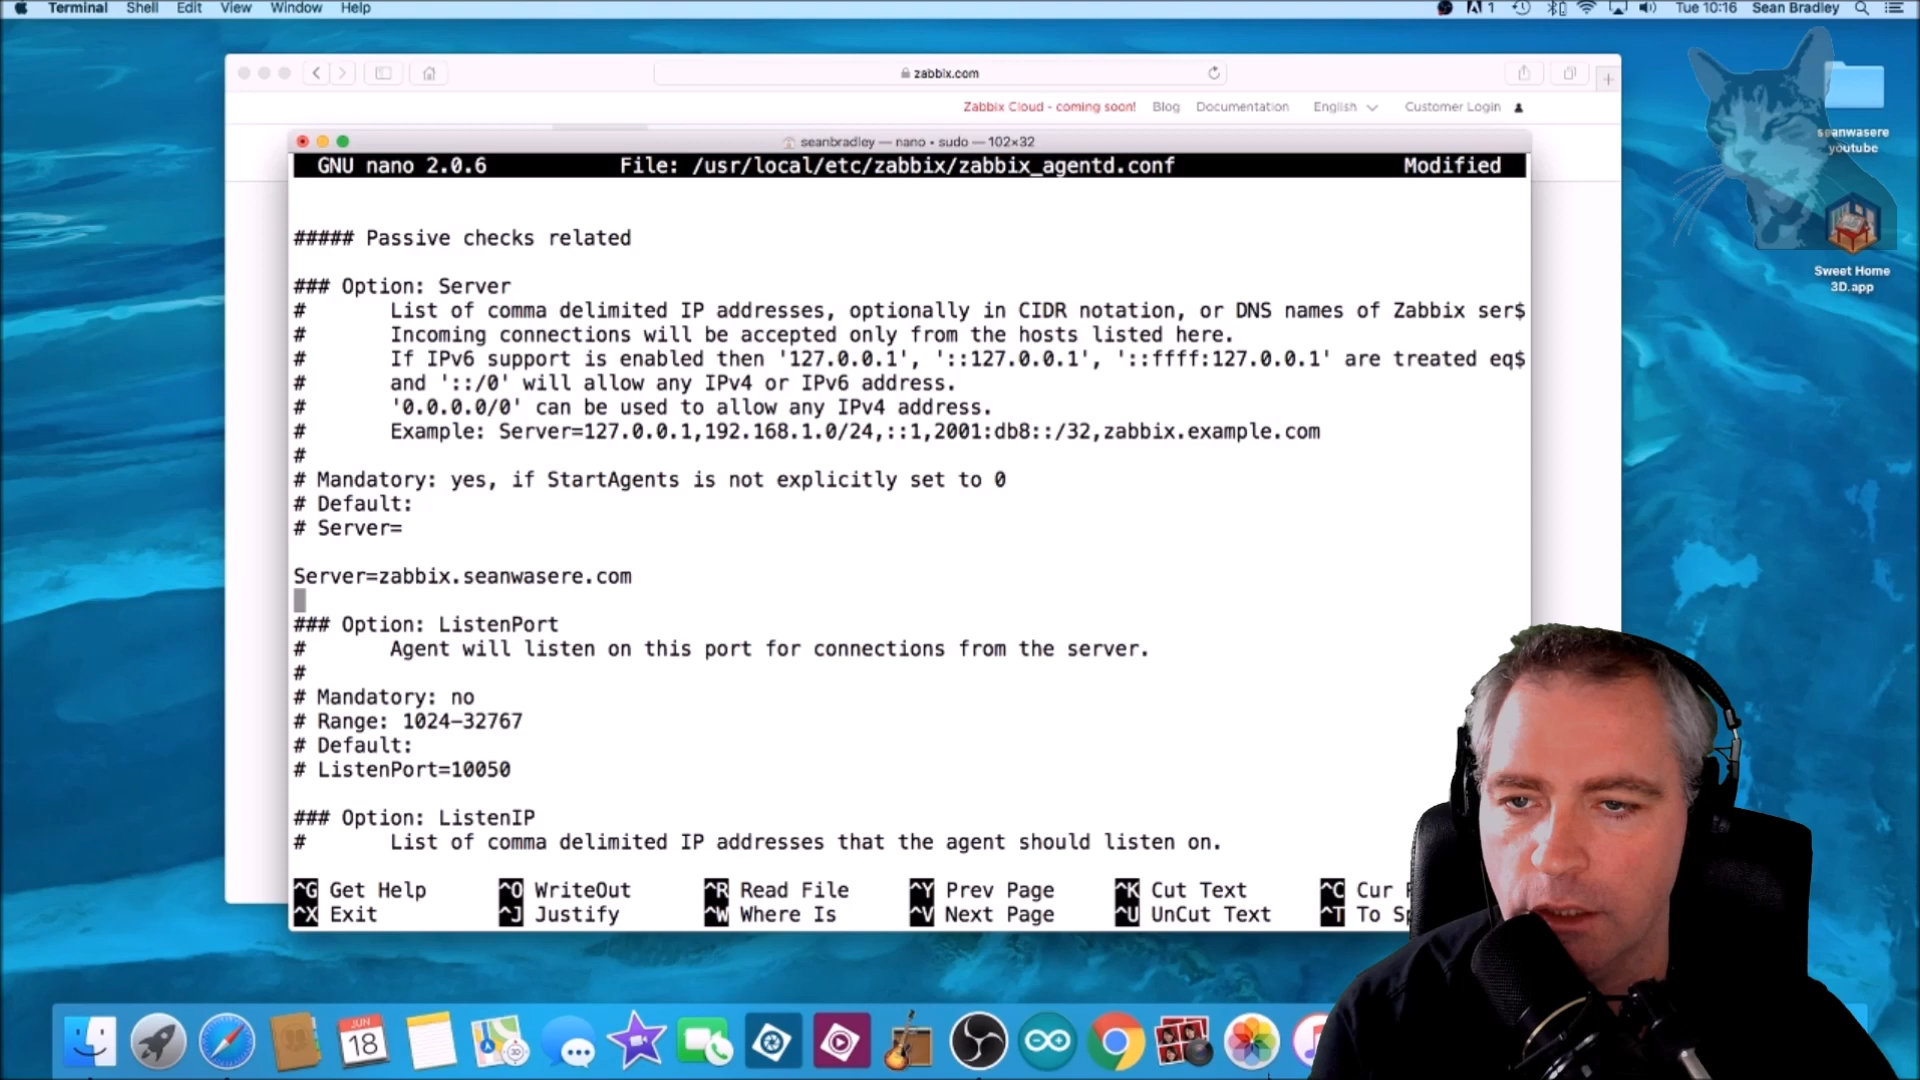 Terminal Shell Edit View Window Help
1 Tue 10:16 Sean Bradley
zabbix.com
Zabbix Cloud - coming soon! Blog Documentation English Customer Login
seanwasere
youtube
Sweet Home
3D.app
seanbradley — nano • sudo — 102×32
GNU nano 2.0.6 File: /usr/local/etc/zabbix/zabbix_agentd.conf Modified
##### Passive checks related
### Option: Server
# List of comma delimited IP addresses, optionally in CIDR notation, or DNS names of Zabbix ser$
# Incoming connections will be accepted only from the hosts listed here.
# If IPv6 support is enabled then '127.0.0.1', '::127.0.0.1', '::ffff:127.0.0.1' are treated eq$
# and '::/0' will allow any IPv4 or IPv6 address.
# '0.0.0.0/0' can be used to allow any IPv4 address.
# Example: Server=127.0.0.1,192.168.1.0/24,::1,2001:db8::/32,zabbix.example.com
#
# Mandatory: yes, if StartAgents is not explicitly set to 0
# Default:
# Server=
Server=zabbix.seanwasere.com
### Option: ListenPort
# Agent will listen on this port for connections from the server.
#
# Mandatory: no
# Range: 1024-32767
# Default:
# ListenPort=10050
### Option: ListenIP
# List of comma delimited IP addresses that the agent should listen on.
^G Get Help ^O WriteOut ^R Read File ^Y Prev Page ^K Cut Text ^C Cur
^X Exit ^J Justify ^W Where Is ^V Next Page ^U UnCut Text ^T To Sp
JUN
18